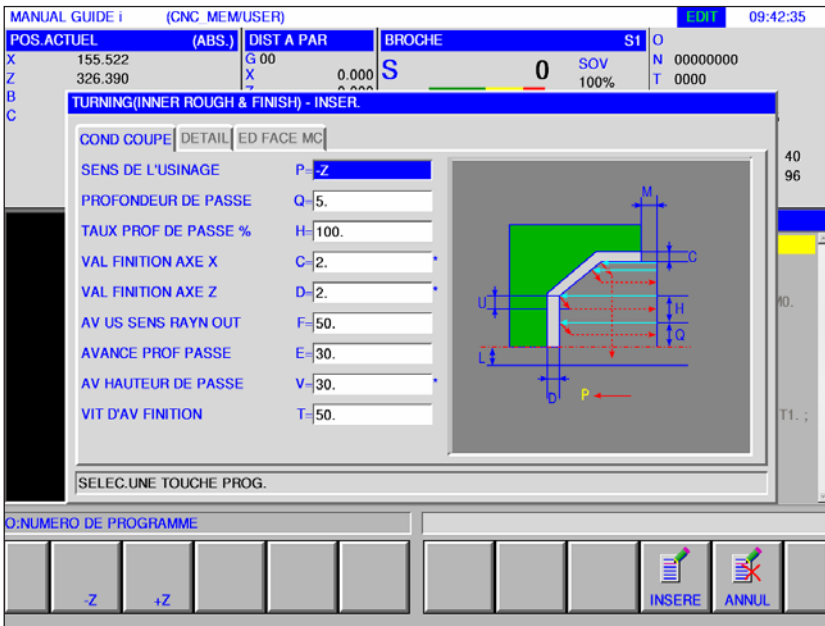 MANUAL GUIDE i (CNC_MEM/USER) EDIT 09:42:35
POS.ACTUEL (ABS.) DIST A PAR BROCHE S1 O
X 155.522 G 00 N 00000000
Z 326.390 X 0.000 S 0 SOV 100% T 0000
B
C
TURNING(INNER ROUGH & FINISH) - INSER.
COND COUPE DETAIL ED FACE MC
SENS DE L'USINAGE P= -Z
PROFONDEUR DE PASSE Q= 5.
TAUX PROF DE PASSE % H= 100.
VAL FINITION AXE X C= 2. *
VAL FINITION AXE Z D= 2. *
AV US SENS RAYN OUT F= 50.
AVANCE PROF PASSE E= 30.
AV HAUTEUR DE PASSE V= 30. *
VIT D'AV FINITION T= 50.
M
C
U
H
Q
L
D
P
40
96
M0.
T1. ;
SELEC.UNE TOUCHE PROG.
O:NUMERO DE PROGRAMME
-Z +Z INSERE ANNUL